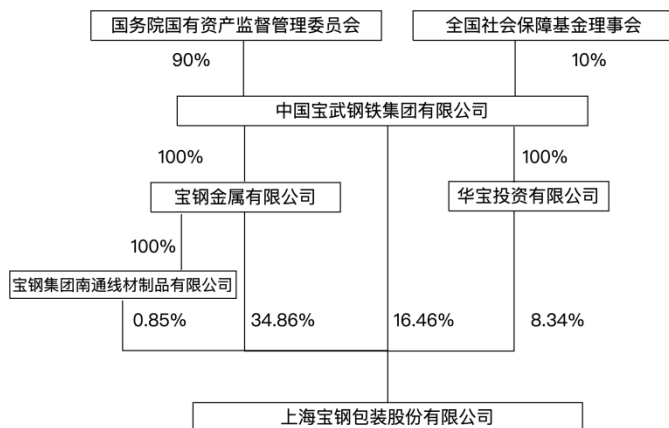 国务院国有资产监督管理委员会
全国社会保障基金理事会
90%
10%
中国宝武钢铁集团有限公司
100%
100%
宝钢金属有限公司
华宝投资有限公司
100%
宝钢集团南通线材制品有限公司
0.85%
34.86%
16.46%
8.34%
上海宝钢包装股份有限公司